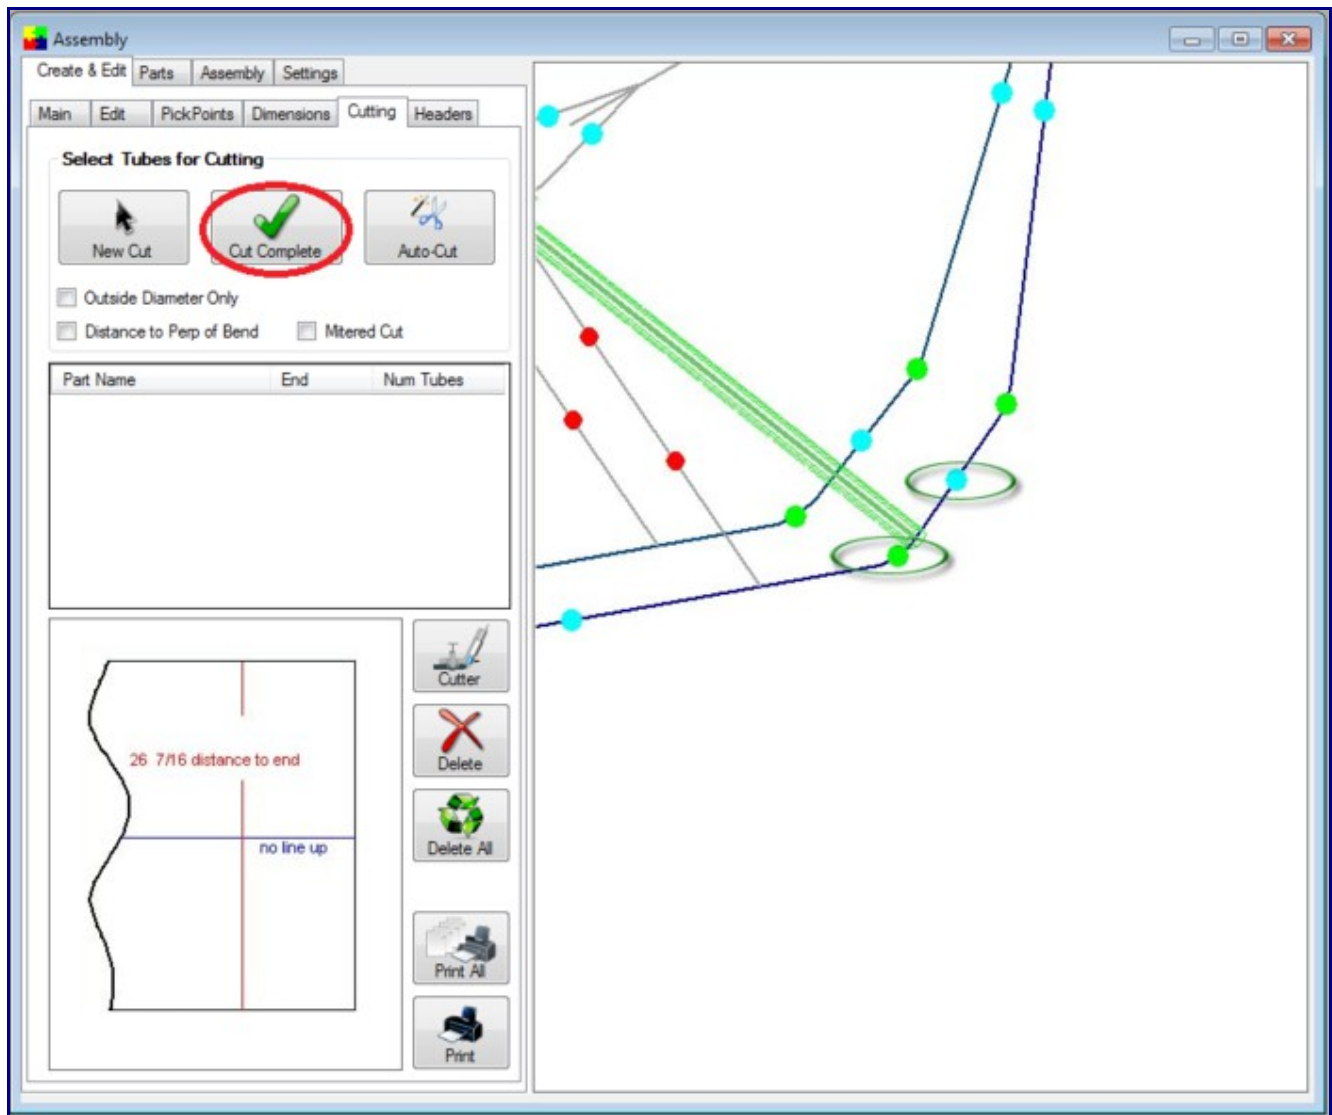 Assembly
Create & Edit Parts Assembly Settings
Main Edit PickPoints Dimensions Cutting Headers
Select Tubes for Cutting
New Cut Cut Complete Auto-Cut
Outside Diameter Only
Distance to Perp of Bend Mitered Cut
Part Name End Num Tubes
Cutter
26 7/16 distance to end
Delete
no line up
Delete All
Print All
Print